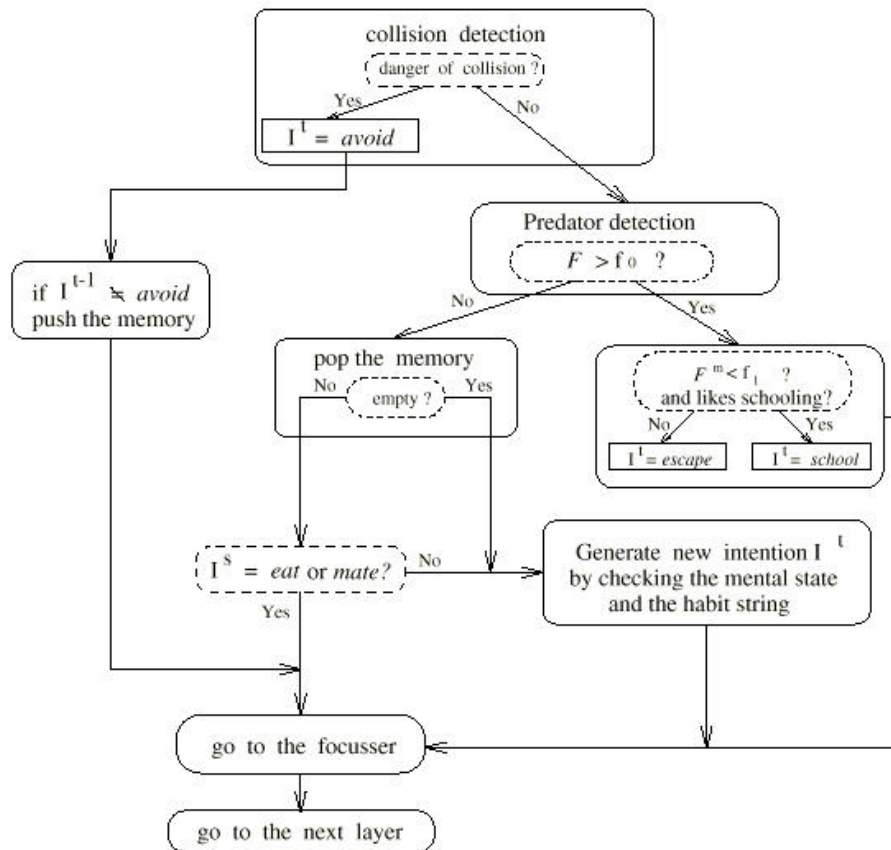 collision detection
danger of collision ?
Yes
No
I^t = avoid
Predator detection
F > f_0 ?
if I^{t-1} ≒ avoid
push the memory
No
Yes
pop the memory
No
empty ?
Yes
F^m < f_1 ?
and likes schooling?
No
Yes
I^t = escape
I^t = school
I^s = eat or mate?
No
Yes
Generate new intention I^t
by checking the mental state
and the habit string
go to the focusser
go to the next layer